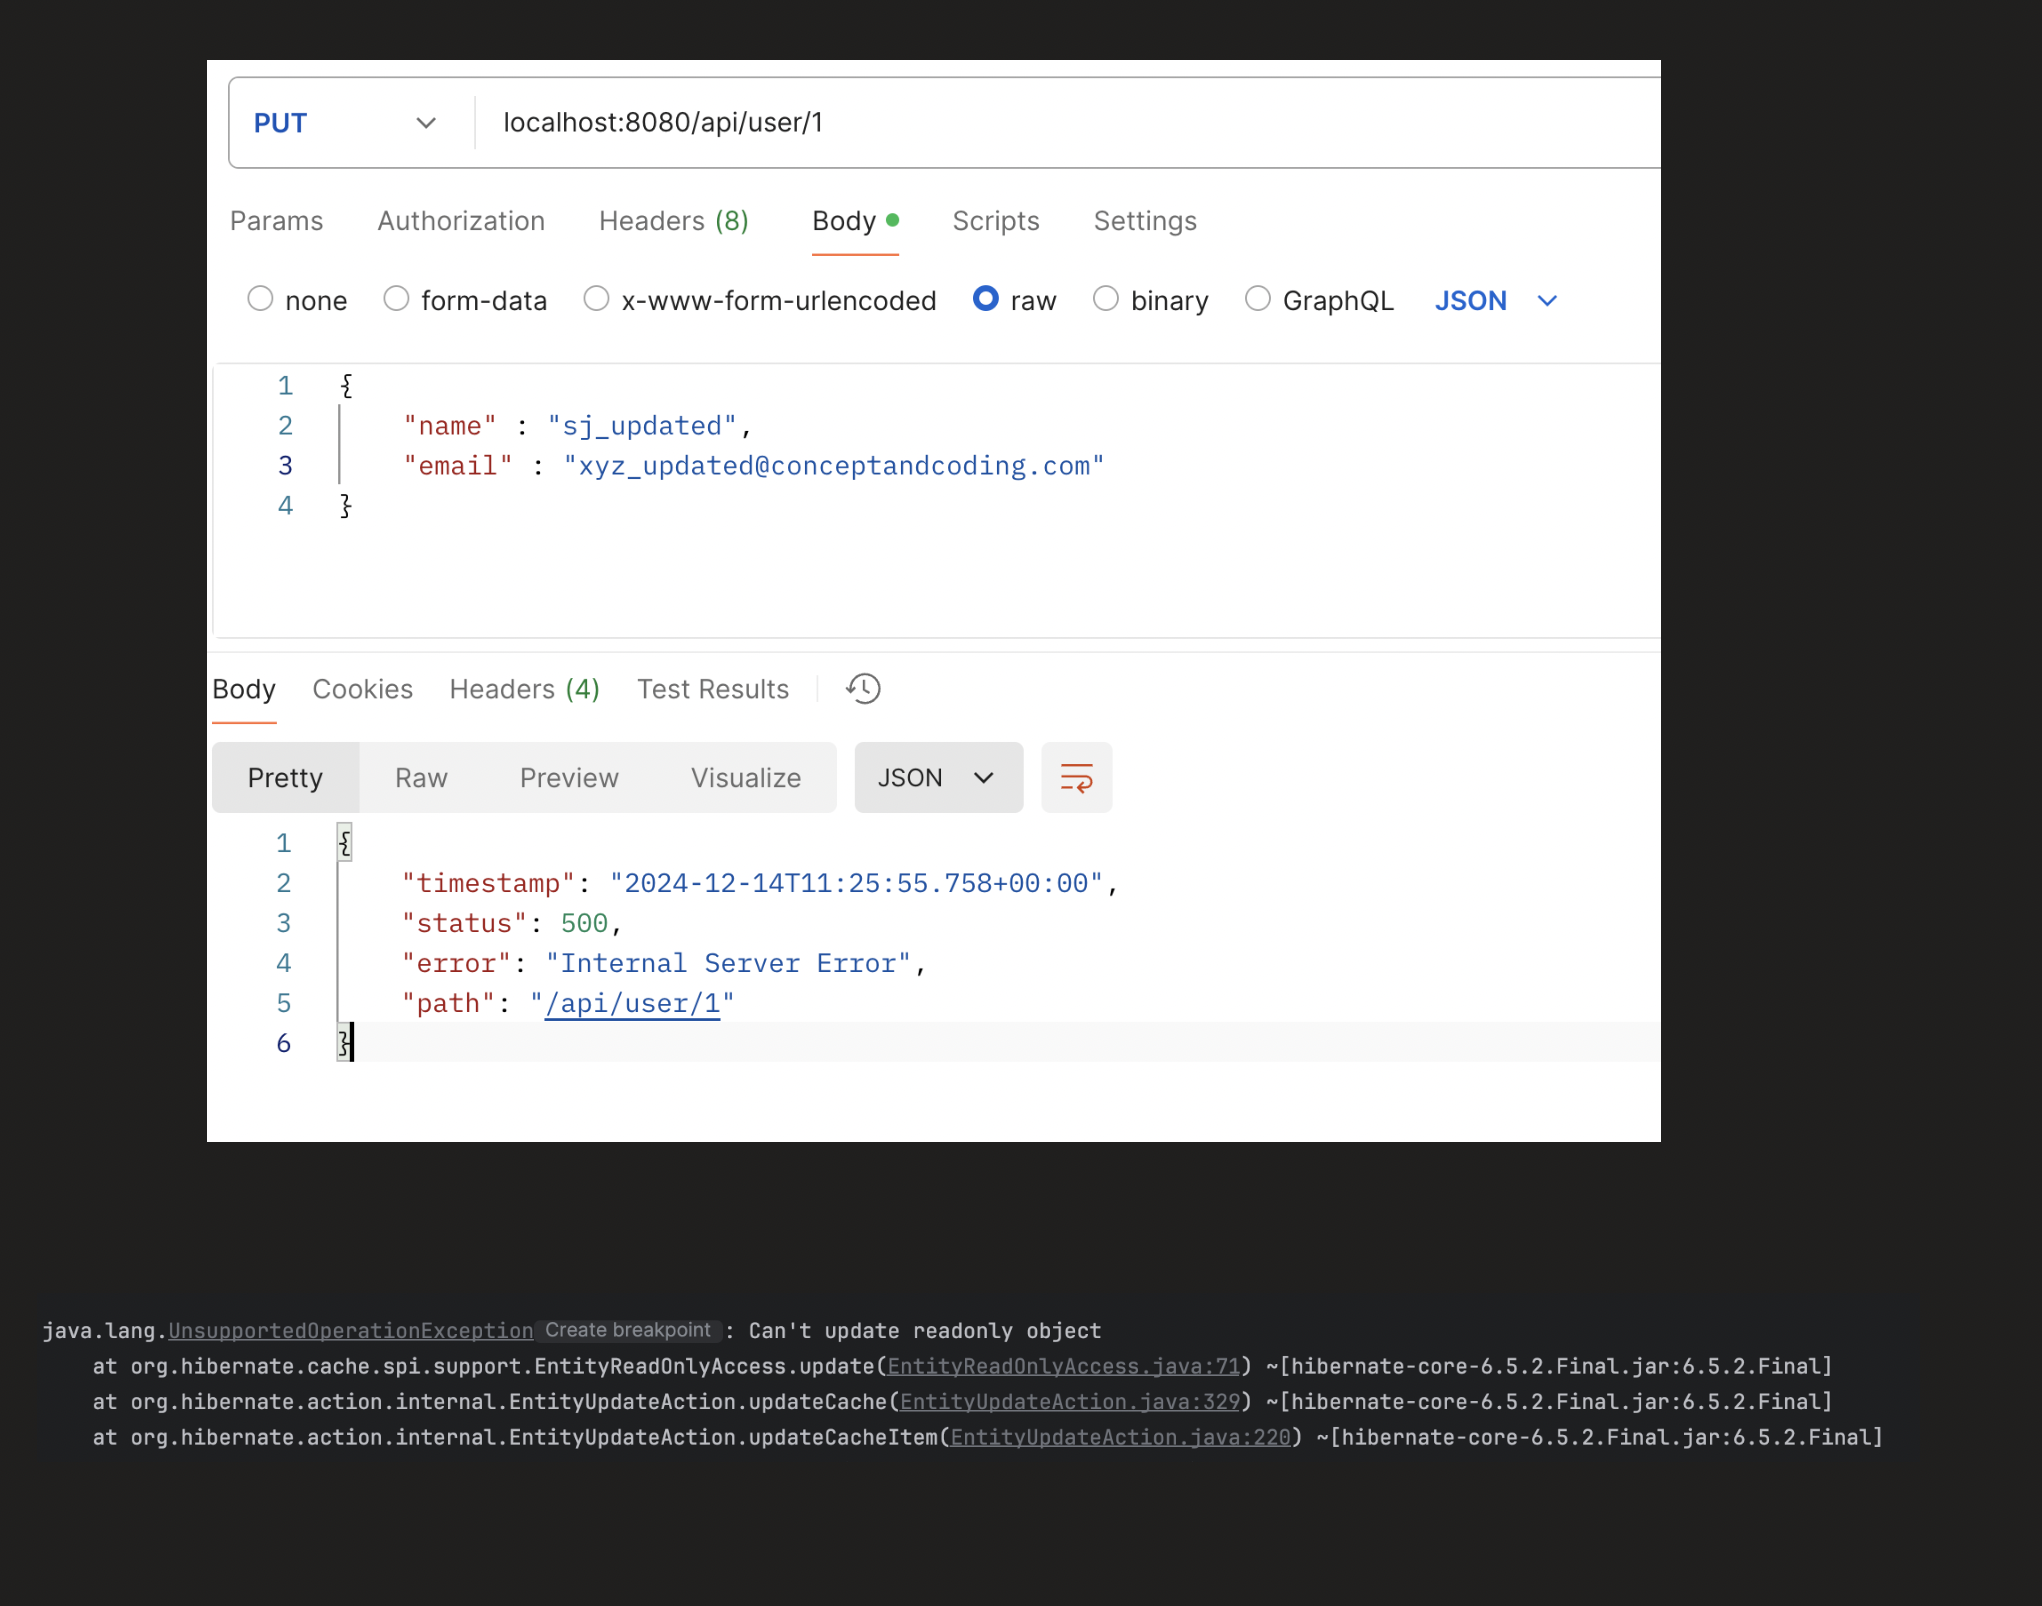 PUT localhost:8080/api/user/1
Params Authorization Headers (8) Body Scripts Settings
none form-data x-www-form-urlencoded raw binary GraphQL JSON
1 {
2 "name" : "sj_updated",
3 "email" : "xyz_updated@conceptandcoding.com"
4 }
Body Cookies Headers (4) Test Results
Pretty Raw Preview Visualize JSON
1 {
2 "timestamp": "2024-12-14T11:25:55.758+00:00",
3 "status": 500,
4 "error": "Internal Server Error",
5 "path": "/api/user/1"
6 }
java.lang.UnsupportedOperationException Create breakpoint : Can't update readonly object
at org.hibernate.cache.spi.support.EntityReadOnlyAccess.update(EntityReadOnlyAccess.java:71) ~[hibernate-core-6.5.2.Final.jar:6.5.2.Final]
at org.hibernate.action.internal.EntityUpdateAction.updateCache(EntityUpdateAction.java:329) ~[hibernate-core-6.5.2.Final.jar:6.5.2.Final]
at org.hibernate.action.internal.EntityUpdateAction.updateCacheItem(EntityUpdateAction.java:220) ~[hibernate-core-6.5.2.Final.jar:6.5.2.Final]